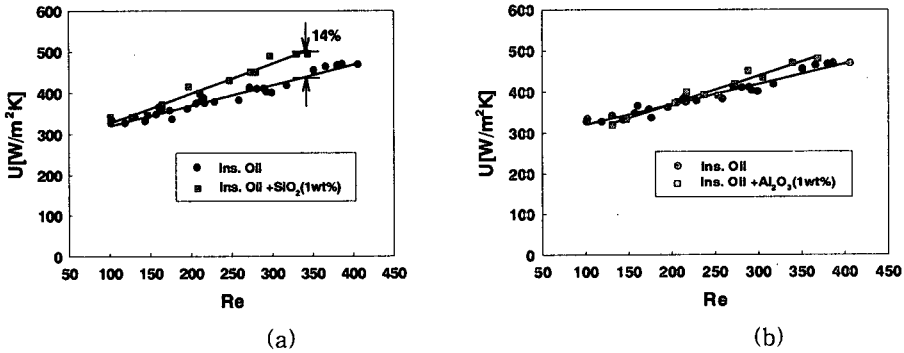 600
500
400
300
200
100
0
U[W/m²K]
14%
Ins. Oil
Ins. Oil +SiO₂(1wt%)
50 100 150 200 250 300 350 400 450
Re
(a)
600
500
400
300
200
100
0
U[W/m²K]
Ins. Oil
Ins. Oil +Al₂O₃(1wt%)
50 100 150 200 250 300 350 400 450
Re
(b)